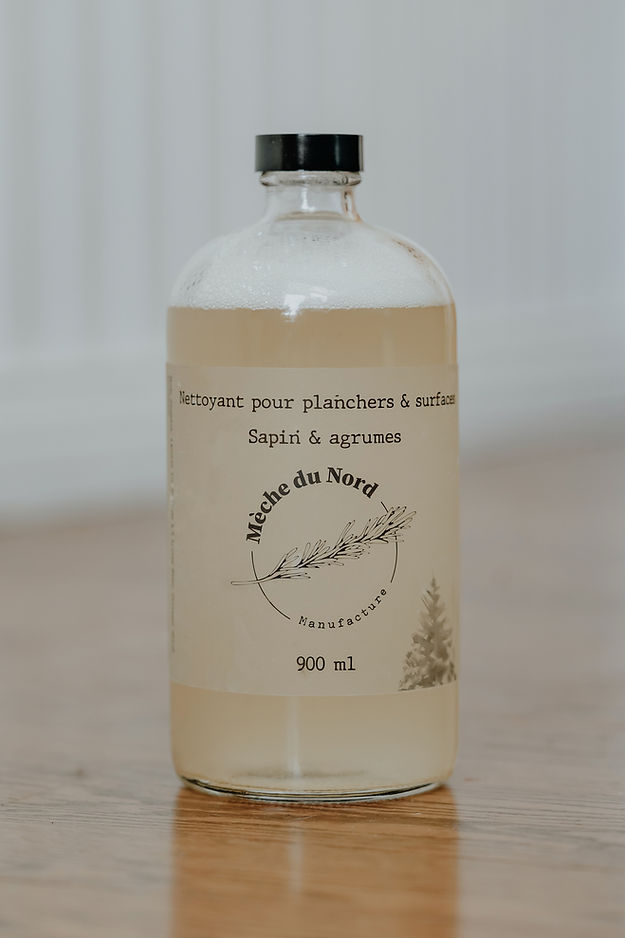 Nettoyant pour planchers & surfaces
Sapin & agrumes
Mèche du Nord
Manufacture
900 ml